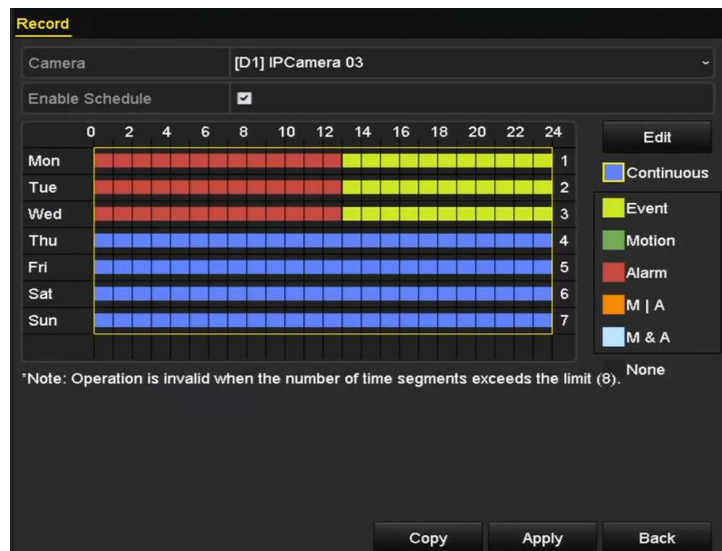 Record
Camera [D1] IPCamera 03
Enable Schedule
0 2 4 6 8 10 12 14 16 18 20 22 24
Edit
Mon 1
Continuous
Tue 2
Event
Wed 3
Motion
Thu 4
Alarm
Fri 5
M | A
Sat 6
M & A
Sun 7
None
*Note: Operation is invalid when the number of time segments exceeds the limit (8).
Copy Apply Back